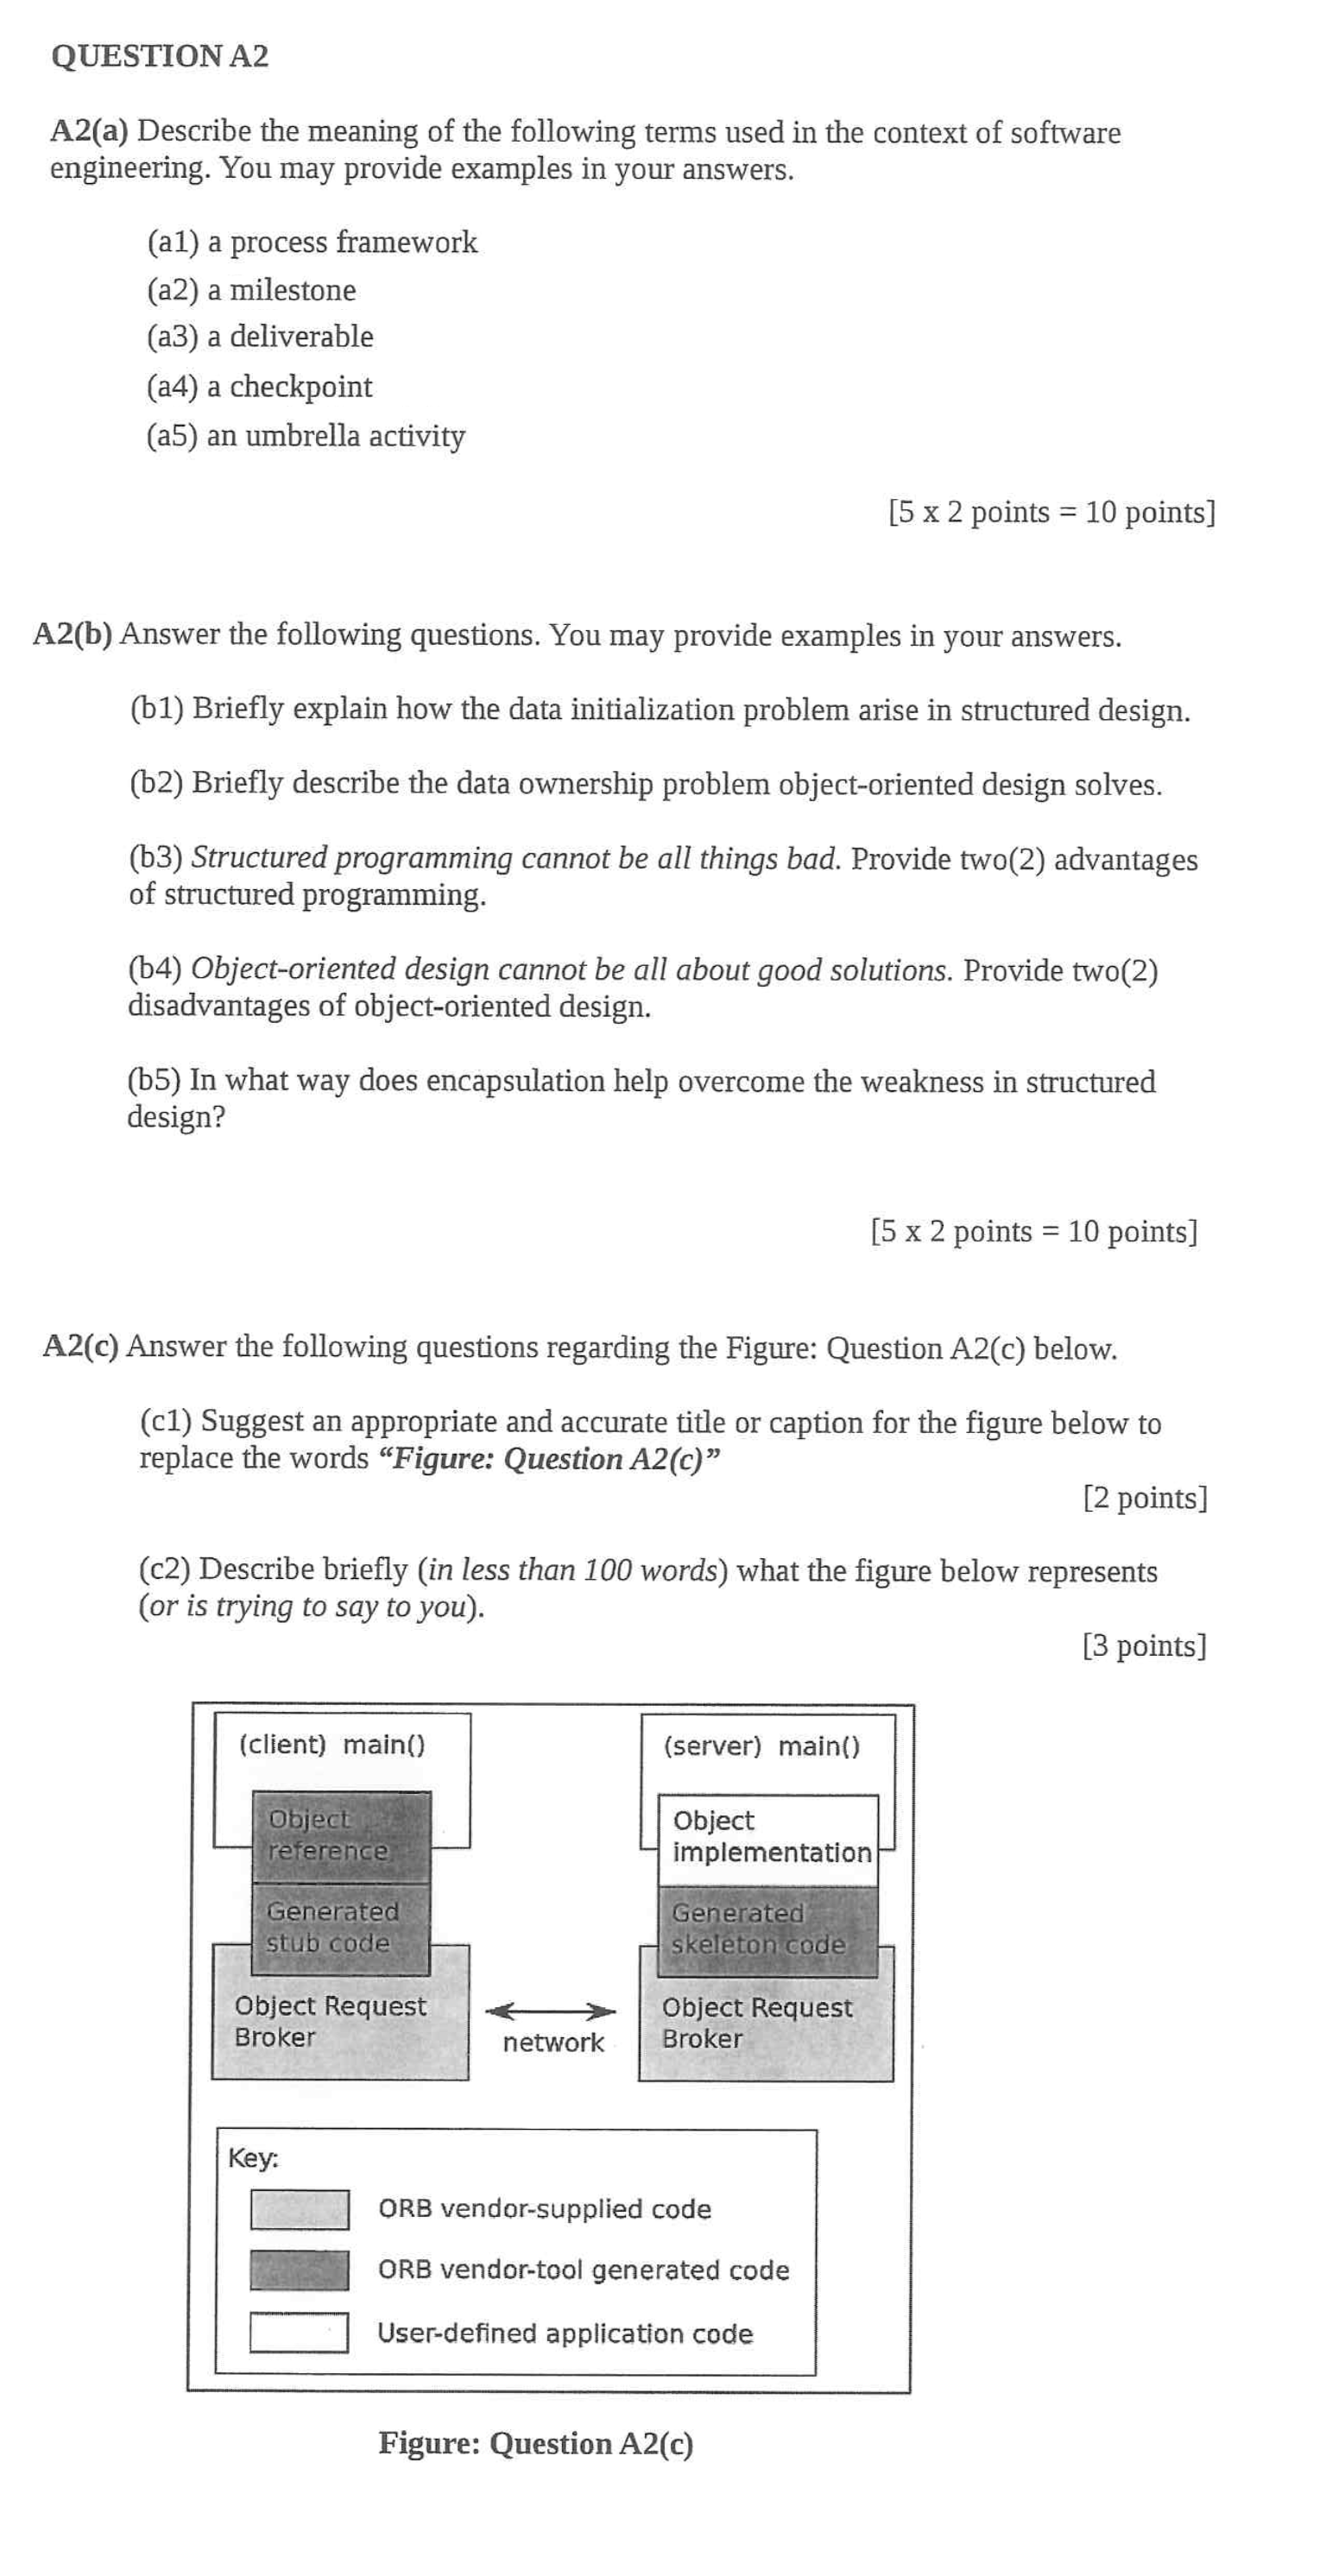 QUESTION A2
A2(a) Describe the meaning of the following terms used in the context of software
engineering. You may provide examples in your answers.
(a1) a process framework
(a2) a milestone
(a3) a deliverable
(a4) a checkpoint
(a5) an umbrella activity
[5 x 2 points = 10 points]
A2(b) Answer the following questions. You may provide examples in your answers.
(b1) Briefly explain how the data initialization problem arise in structured design.
(b2) Briefly describe the data ownership problem object-oriented design solves.
(b3) Structured programming cannot be all things bad. Provide two(2) advantages
of structured programming.
(b4) Object-oriented design cannot be all about good solutions. Provide two(2)
disadvantages of object-oriented design.
(b5) In what way does encapsulation help overcome the weakness in structured
design?
[5 x 2 points = 10 points]
A2(c) Answer the following questions regarding the Figure: Question A2(c) below.
(c1) Suggest an appropriate and accurate title or caption for the figure below to
replace the words “Figure: Question A2(c)”
[2 points]
(c2) Describe briefly (in less than 100 words) what the figure below represents
(or is trying to say to you).
[3 points]
(client) main()
Object
reference
Generated
stub code
Object Request
Broker
network
(server) main()
Object
implementation
Generated
skeleton code
Object Request
Broker
Key:
ORB vendor-supplied code
ORB vendor-tool generated code
User-defined application code
Figure: Question A2(c)